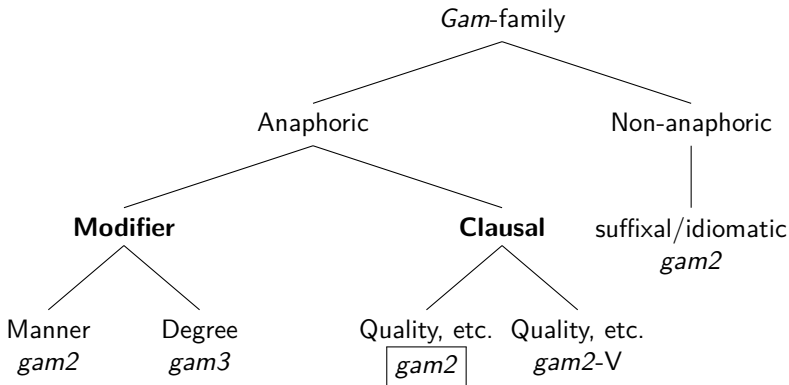 Gam-family
Anaphoric Non-anaphoric
Modifier Clausal suffixal/idiomatic
gam2
Manner Degree Quality, etc. Quality, etc.
gam2 gam3 gam2 gam2-V